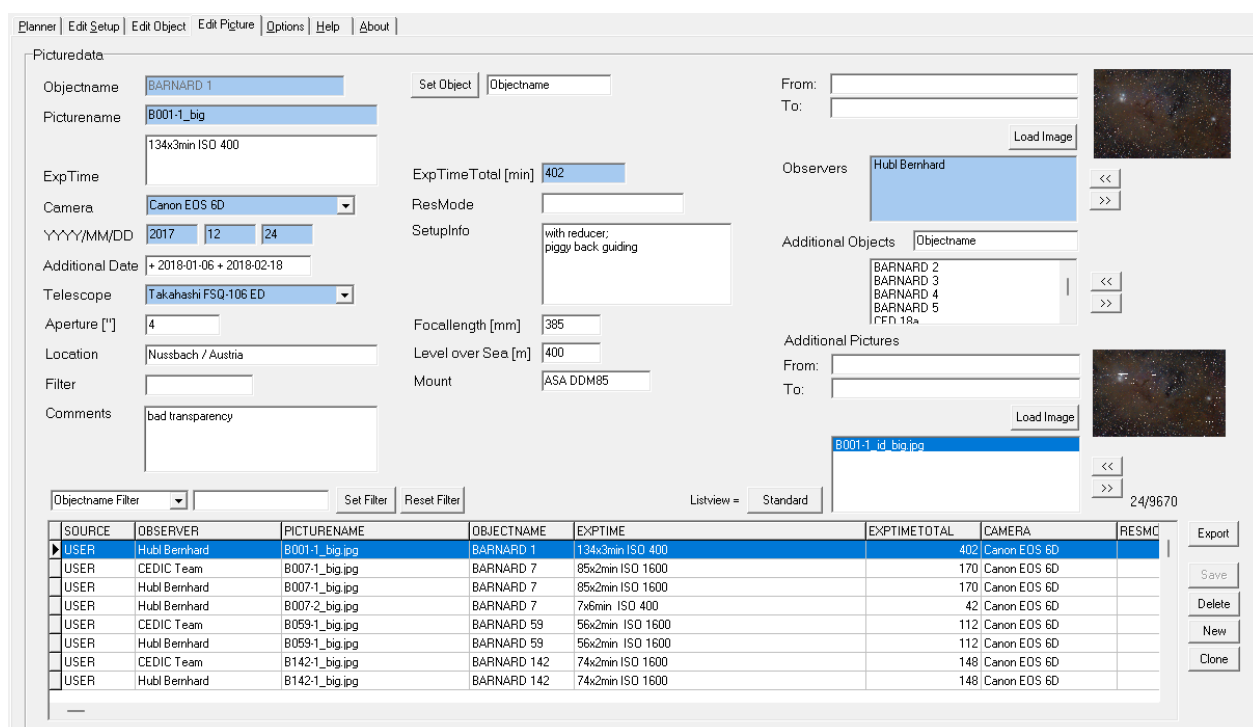 Planner Edit Setup Edit Object Edit Picture Options Help About
Picturedata
Objectname BARNARD 1 Set Object Objectname From:
Picturename B001-1_big To:
Load Image
ExpTime 134x3min ISO 400 ExpTimeTotal [min] 402 Observers Hubl Bernhard <<
Camera Canon EOS 6D ResMode >>
YYYY/MM/DD 2017 12 24 SetupInfo with reducer;
piggy back guiding
Additional Objects Objectname
Additional Date + 2018-01-06 + 2018-02-18
BARNARD 2
BARNARD 3
BARNARD 4
BARNARD 5
CED 18a
<<
>>
Telescope Takahashi FSQ-106 ED
Aperture ["] 4 Focallength [mm] 385
Additional Pictures
Location Nussbach / Austria Level over Sea [m] 400 From:
Filter Mount ASA DDM85 To:
Load Image
Comments bad transparency
B001-1_id_big.jpg
<<
>>
24/9670
Objectname Filter Set Filter Reset Filter Listview = Standard
SOURCE OBSERVER PICTURENAME OBJECTNAME EXPTIME EXPTIMETOTAL CAMERA RESMO
USER Hubl Bernhard B001-1_big.jpg BARNARD 1 134x3min ISO 400 402 Canon EOS 6D
USER CEDIC Team B007-1_big.jpg BARNARD 7 85x2min ISO 1600 170 Canon EOS 6D
USER Hubl Bernhard B007-1_big.jpg BARNARD 7 85x2min ISO 1600 170 Canon EOS 6D
USER Hubl Bernhard B007-2_big.jpg BARNARD 7 7x6min ISO 400 42 Canon EOS 6D
USER CEDIC Team B059-1_big.jpg BARNARD 59 56x2min ISO 1600 112 Canon EOS 6D
USER Hubl Bernhard B059-1_big.jpg BARNARD 59 56x2min ISO 1600 112 Canon EOS 6D
USER CEDIC Team B142-1_big.jpg BARNARD 142 74x2min ISO 1600 148 Canon EOS 6D
USER Hubl Bernhard B142-1_big.jpg BARNARD 142 74x2min ISO 1600 148 Canon EOS 6D
Export
Save
Delete
New
Clone